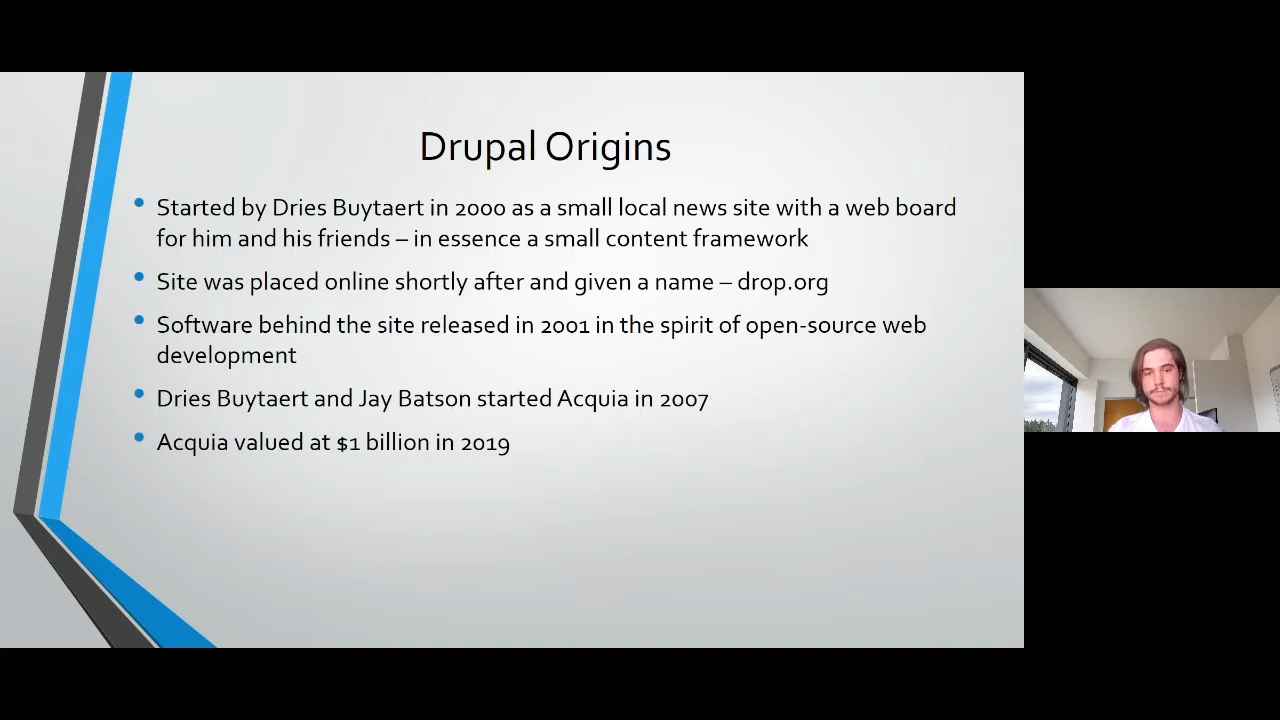 Drupal Origins
Started by Dries Buytaert in 2000 as a small local news site with a web board
for him and his friends – in essence a small content framework
Site was placed online shortly after and given a name – drop.org
Software behind the site released in 2001 in the spirit of open-source web
development
Dries Buytaert and Jay Batson started Acquia in 2007
Acquia valued at $1 billion in 2019